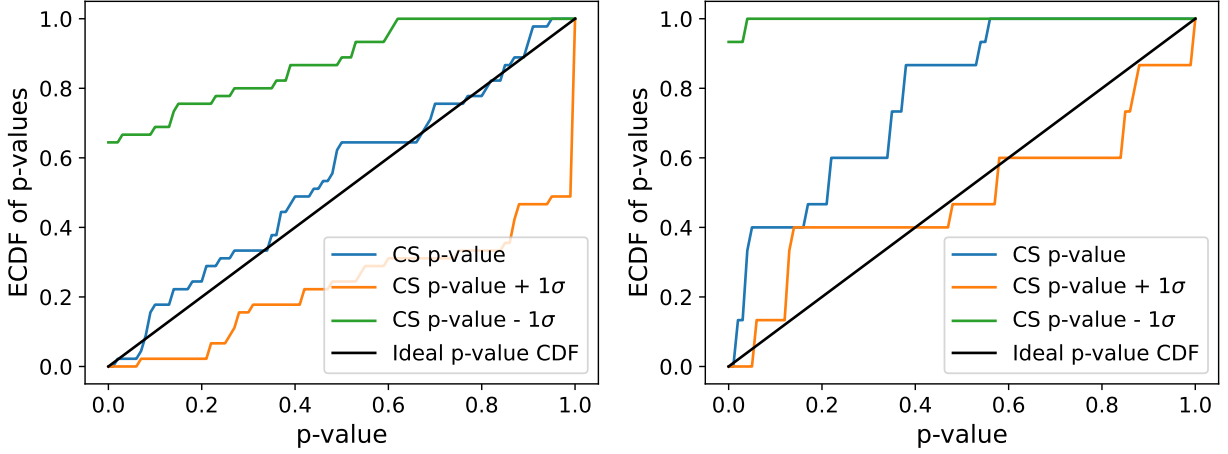 ECDF of p-values
1.0
0.8
0.6
0.4
0.2
0.0
CS p-value
CS p-value + 1σ
CS p-value - 1σ
Ideal p-value CDF
0.0 0.2 0.4 0.6 0.8 1.0
p-value
ECDF of p-values
1.0
0.8
0.6
0.4
0.2
0.0
CS p-value
CS p-value + 1σ
CS p-value - 1σ
Ideal p-value CDF
0.0 0.2 0.4 0.6 0.8 1.0
p-value